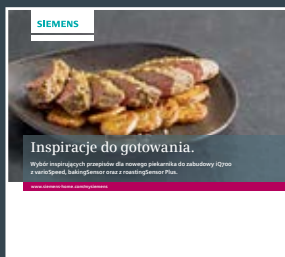 SIEMENS
Inspiracje do gotowania.
Wybór inspirujących przepisów dla nowego piekarnika do zabudowy iQ700
z varioSpeed, bakingSensor oraz z roastingSensor Plus.
www.siemens-home.com/mysiemens